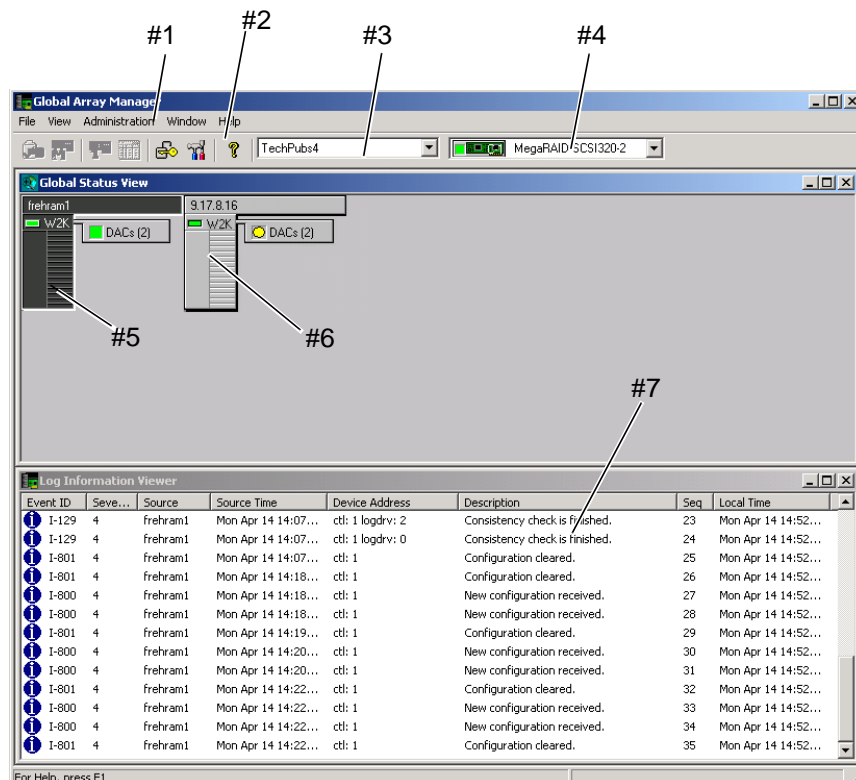 #1 #2 #3 #4
Global Array Manager
File View Administration Window Help
TechPubs4 MegaRAID SCSI320-2
Global Status View
frehram1 9.17.8.16
W2K DACs (2) W2K DACs (2)
#5 #6
#7
Log Information Viewer
Event ID Seve... Source Source Time Device Address Description Seq Local Time
I-129 4 frehram1 Mon Apr 14 14:07... ctl: 1 logdrv: 2 Consistency check is finished. 23 Mon Apr 14 14:52...
I-129 4 frehram1 Mon Apr 14 14:07... ctl: 1 logdrv: 0 Consistency check is finished. 24 Mon Apr 14 14:52...
I-801 4 frehram1 Mon Apr 14 14:07... ctl: 1 Configuration cleared. 25 Mon Apr 14 14:52...
I-801 4 frehram1 Mon Apr 14 14:18... ctl: 1 Configuration cleared. 26 Mon Apr 14 14:52...
I-800 4 frehram1 Mon Apr 14 14:18... ctl: 1 New configuration received. 27 Mon Apr 14 14:52...
I-800 4 frehram1 Mon Apr 14 14:18... ctl: 1 New configuration received. 28 Mon Apr 14 14:52...
I-801 4 frehram1 Mon Apr 14 14:19... ctl: 1 Configuration cleared. 29 Mon Apr 14 14:52...
I-800 4 frehram1 Mon Apr 14 14:20... ctl: 1 New configuration received. 30 Mon Apr 14 14:52...
I-800 4 frehram1 Mon Apr 14 14:20... ctl: 1 New configuration received. 31 Mon Apr 14 14:52...
I-801 4 frehram1 Mon Apr 14 14:22... ctl: 1 Configuration cleared. 32 Mon Apr 14 14:52...
I-800 4 frehram1 Mon Apr 14 14:22... ctl: 1 New configuration received. 33 Mon Apr 14 14:52...
I-800 4 frehram1 Mon Apr 14 14:22... ctl: 1 New configuration received. 34 Mon Apr 14 14:52...
I-801 4 frehram1 Mon Apr 14 14:22... ctl: 1 Configuration cleared. 35 Mon Apr 14 14:52...
For Help, press F1